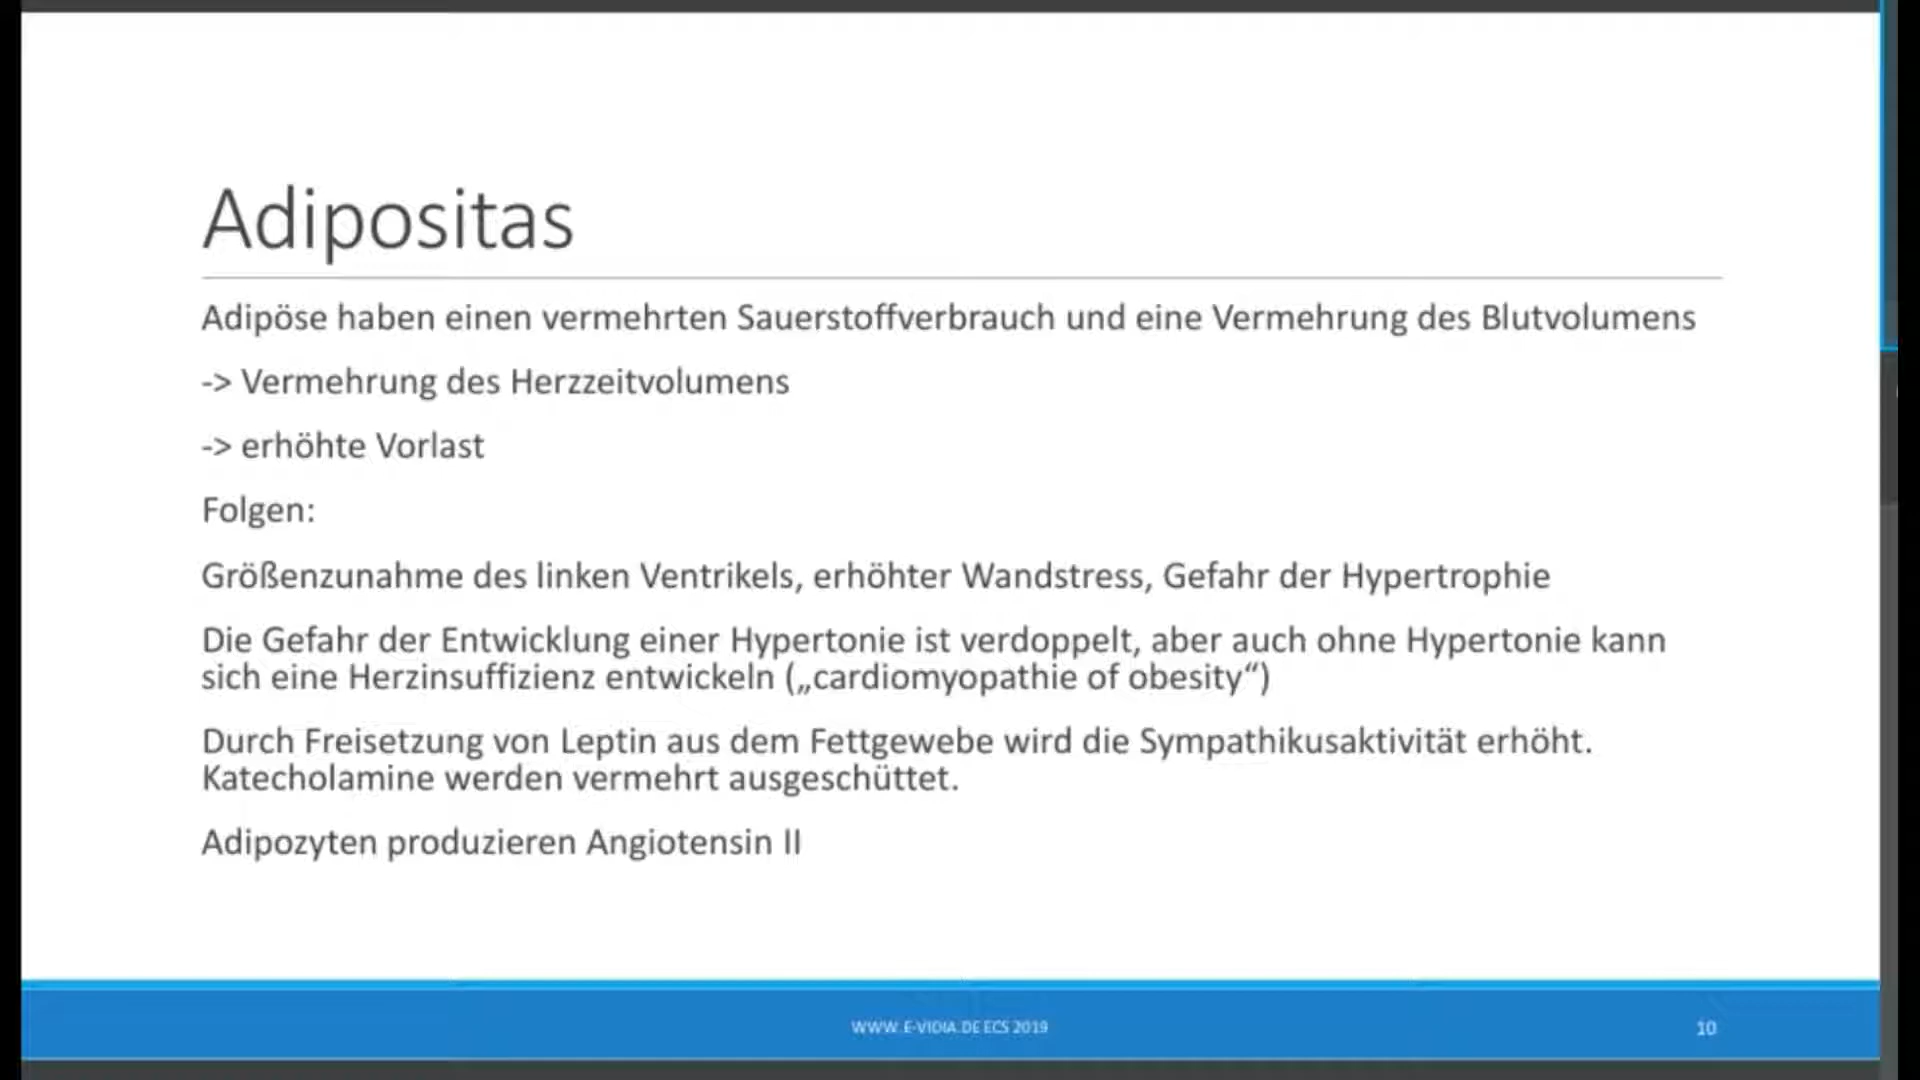 Adipositas
Adipöse haben einen vermehrten Sauerstoffverbrauch und eine Vermehrung des Blutvolumens
-> Vermehrung des Herzzeitvolumens
-> erhöhte Vorlast
Folgen:
Größenzunahme des linken Ventrikels, erhöhter Wandstress, Gefahr der Hypertrophie
Die Gefahr der Entwicklung einer Hypertonie ist verdoppelt, aber auch ohne Hypertonie kann
sich eine Herzinsuffizienz entwickeln („cardiomyopathie of obesity“)
Durch Freisetzung von Leptin aus dem Fettgewebe wird die Sympathikusaktivität erhöht.
Katecholamine werden vermehrt ausgeschüttet.
Adipozyten produzieren Angiotensin II
WWW.E-VIDIA.DE ECS 2019
10